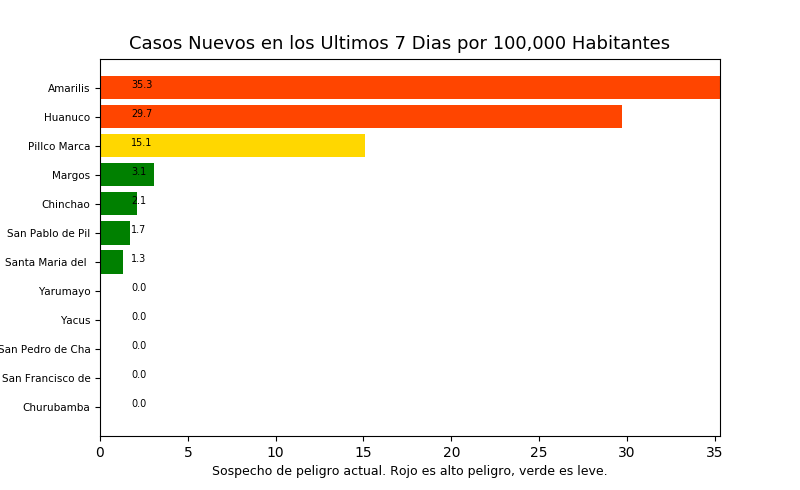 Casos Nuevos en los Ultimos 7 Dias por 100,000 Habitantes
Amarilis 35.3
Huanuco 29.7
Pillco Marca 15.1
Margos 3.1
Chinchao 2.1
San Pablo de Pil 1.7
Santa Maria del 1.3
Yarumayo 0.0
Yacus 0.0
San Pedro de Cha 0.0
San Francisco de 0.0
Churubamba 0.0
0 5 10 15 20 25 30 35
Sospecho de peligro actual. Rojo es alto peligro, verde es leve.